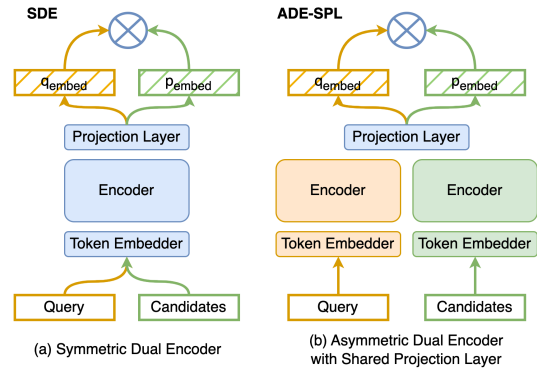 SDE
q_embed
p_embed
Projection Layer
Encoder
Token Embedder
Query
Candidates
(a) Symmetric Dual Encoder
ADE-SPL
q_embed
p_embed
Projection Layer
Encoder
Encoder
Token Embedder
Token Embedder
Query
Candidates
(b) Asymmetric Dual Encoder
with Shared Projection Layer